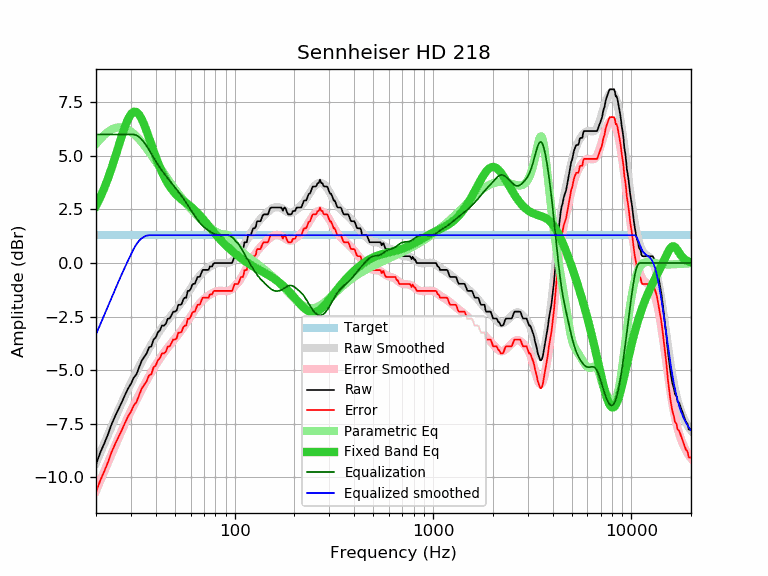 Sennheiser HD 218
Amplitude (dBr)
7.5
5.0
2.5
0.0
−2.5
−5.0
−7.5
−10.0
Target
Raw Smoothed
Error Smoothed
Raw
Error
Parametric Eq
Fixed Band Eq
Equalization
Equalized smoothed
100
1000
10000
Frequency (Hz)